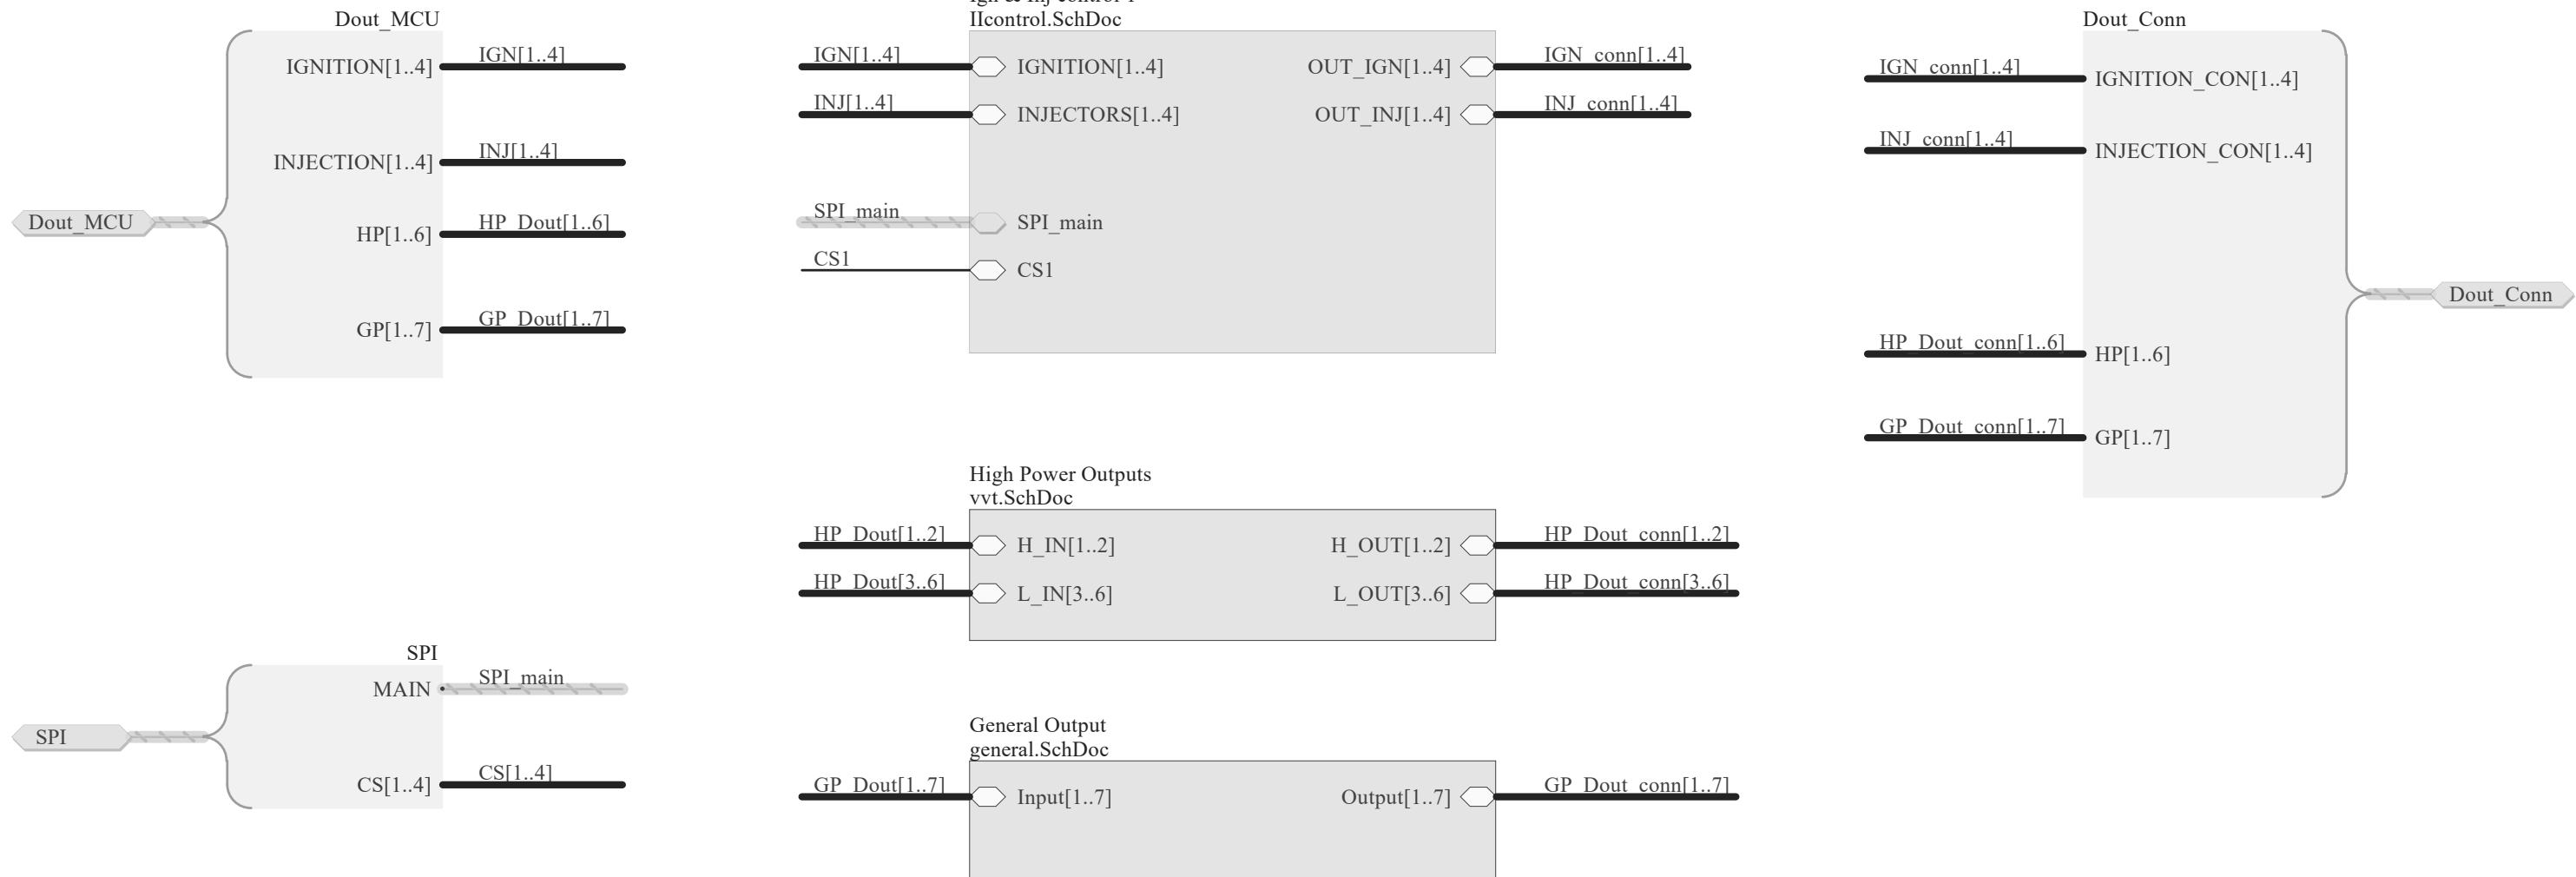 Dout_MCU
IGNITION[1..4]
IGN[1..4]
INJECTION[1..4]
INJ[1..4]
Dout_MCU
HP[1..6]
HP_Dout[1..6]
GP[1..7]
GP_Dout[1..7]
SPI
MAIN
SPI_main
SPI
CS[1..4]
CS[1..4]
Ign & Inj control
IIcontrol.SchDoc
IGN[1..4]
IGNITION[1..4]
OUT_IGN[1..4]
IGN_conn[1..4]
INJ[1..4]
INJECTORS[1..4]
OUT_INJ[1..4]
INJ_conn[1..4]
SPI_main
SPI_main
CS1
CS1
High Power Outputs
vvt.SchDoc
HP_Dout[1..2]
H_IN[1..2]
H_OUT[1..2]
HP_Dout_conn[1..2]
HP_Dout[3..6]
L_IN[3..6]
L_OUT[3..6]
HP_Dout_conn[3..6]
General Output
general.SchDoc
GP_Dout[1..7]
Input[1..7]
Output[1..7]
GP_Dout_conn[1..7]
Dout_Conn
IGN_conn[1..4]
IGNITION_CON[1..4]
INJ_conn[1..4]
INJECTION_CON[1..4]
Dout_Conn
HP_Dout_conn[1..6]
HP[1..6]
GP_Dout_conn[1..7]
GP[1..7]